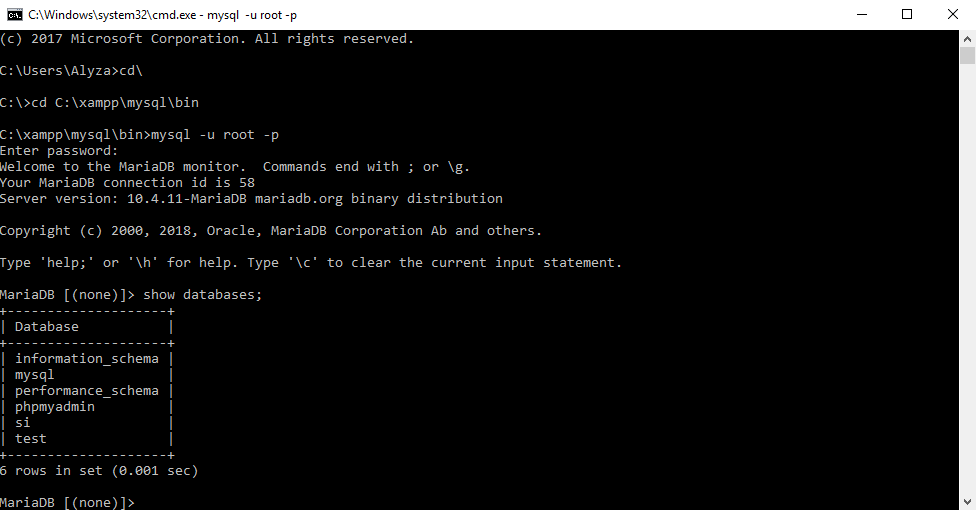 C:\Windows\system32\cmd.exe - mysql  -u root -p
(c) 2017 Microsoft Corporation. All rights reserved.
C:\Users\Alyza>cd\
C:\>cd C:\xampp\mysql\bin
C:\xampp\mysql\bin>mysql -u root -p
Enter password:
Welcome to the MariaDB monitor.  Commands end with ; or \g.
Your MariaDB connection id is 58
Server version: 10.4.11-MariaDB mariadb.org binary distribution
Copyright (c) 2000, 2018, Oracle, MariaDB Corporation Ab and others.
Type 'help;' or '\h' for help. Type '\c' to clear the current input statement.
MariaDB [(none)]> show databases;
+--------------------+
| Database           |
+--------------------+
| information_schema |
| mysql              |
| performance_schema |
| phpmyadmin         |
| si                 |
| test               |
+--------------------+
6 rows in set (0.001 sec)
MariaDB [(none)]>